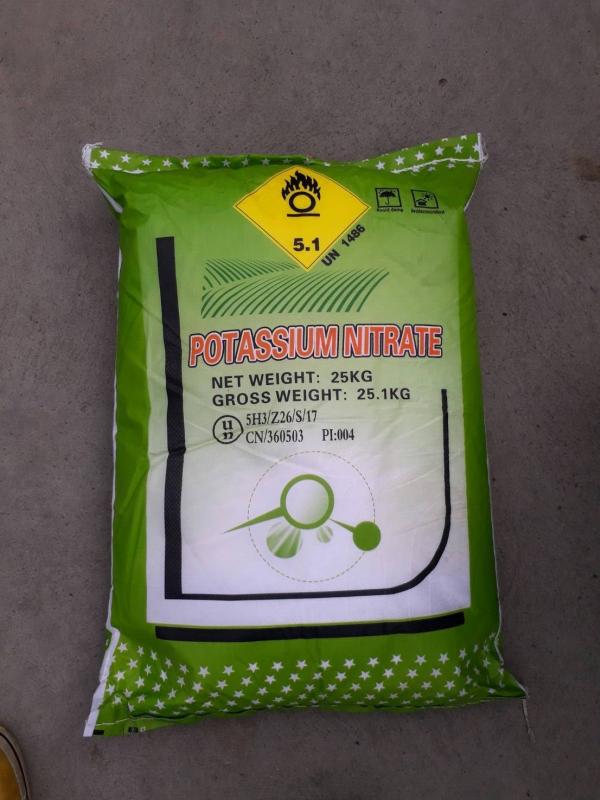 5.1
UN 1486
POTASSIUM NITRATE
NET WEIGHT: 25KG
GROSS WEIGHT: 25.1KG
un
5H3/Z26/S/17
CN/360503 PI:004